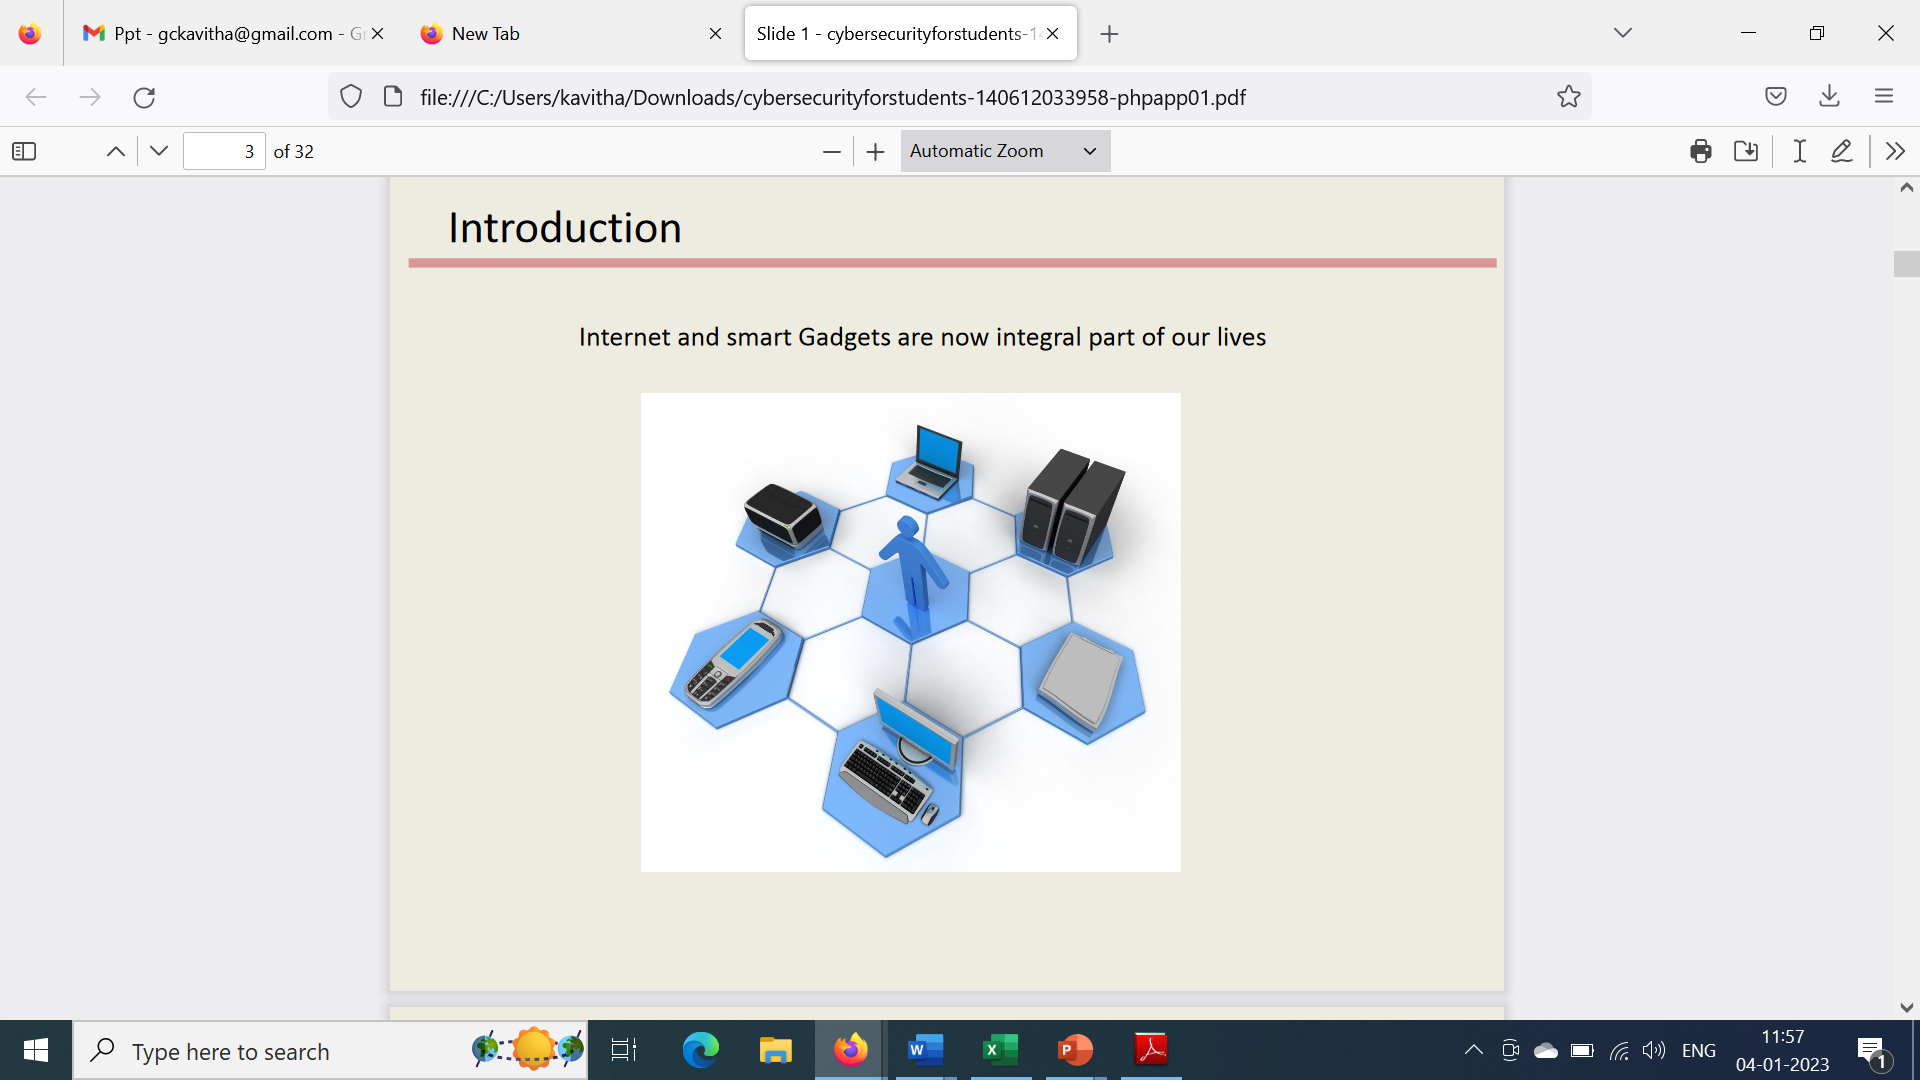 Ppt - gckavitha@gmail.com - G
New Tab
Slide 1 - cybersecurityforstudents-1
file:///C:/Users/kavitha/Downloads/cybersecurityforstudents-140612033958-phpapp01.pdf
3 of 32
Automatic Zoom
Introduction
Internet and smart Gadgets are now integral part of our lives
Type here to search
W
X
P
ENG
11:57
04-01-2023
1